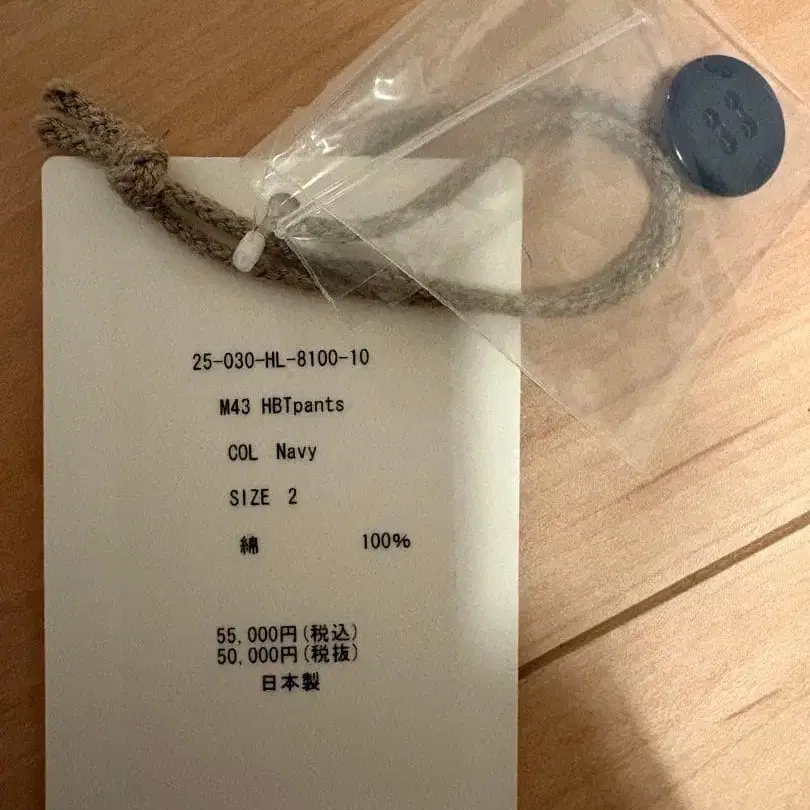 25-030-HL-8100-10
M43 HBTpants
COL Navy
SIZE 2
綿 100%
55,000円(税込)
50,000円(税抜)
日本製